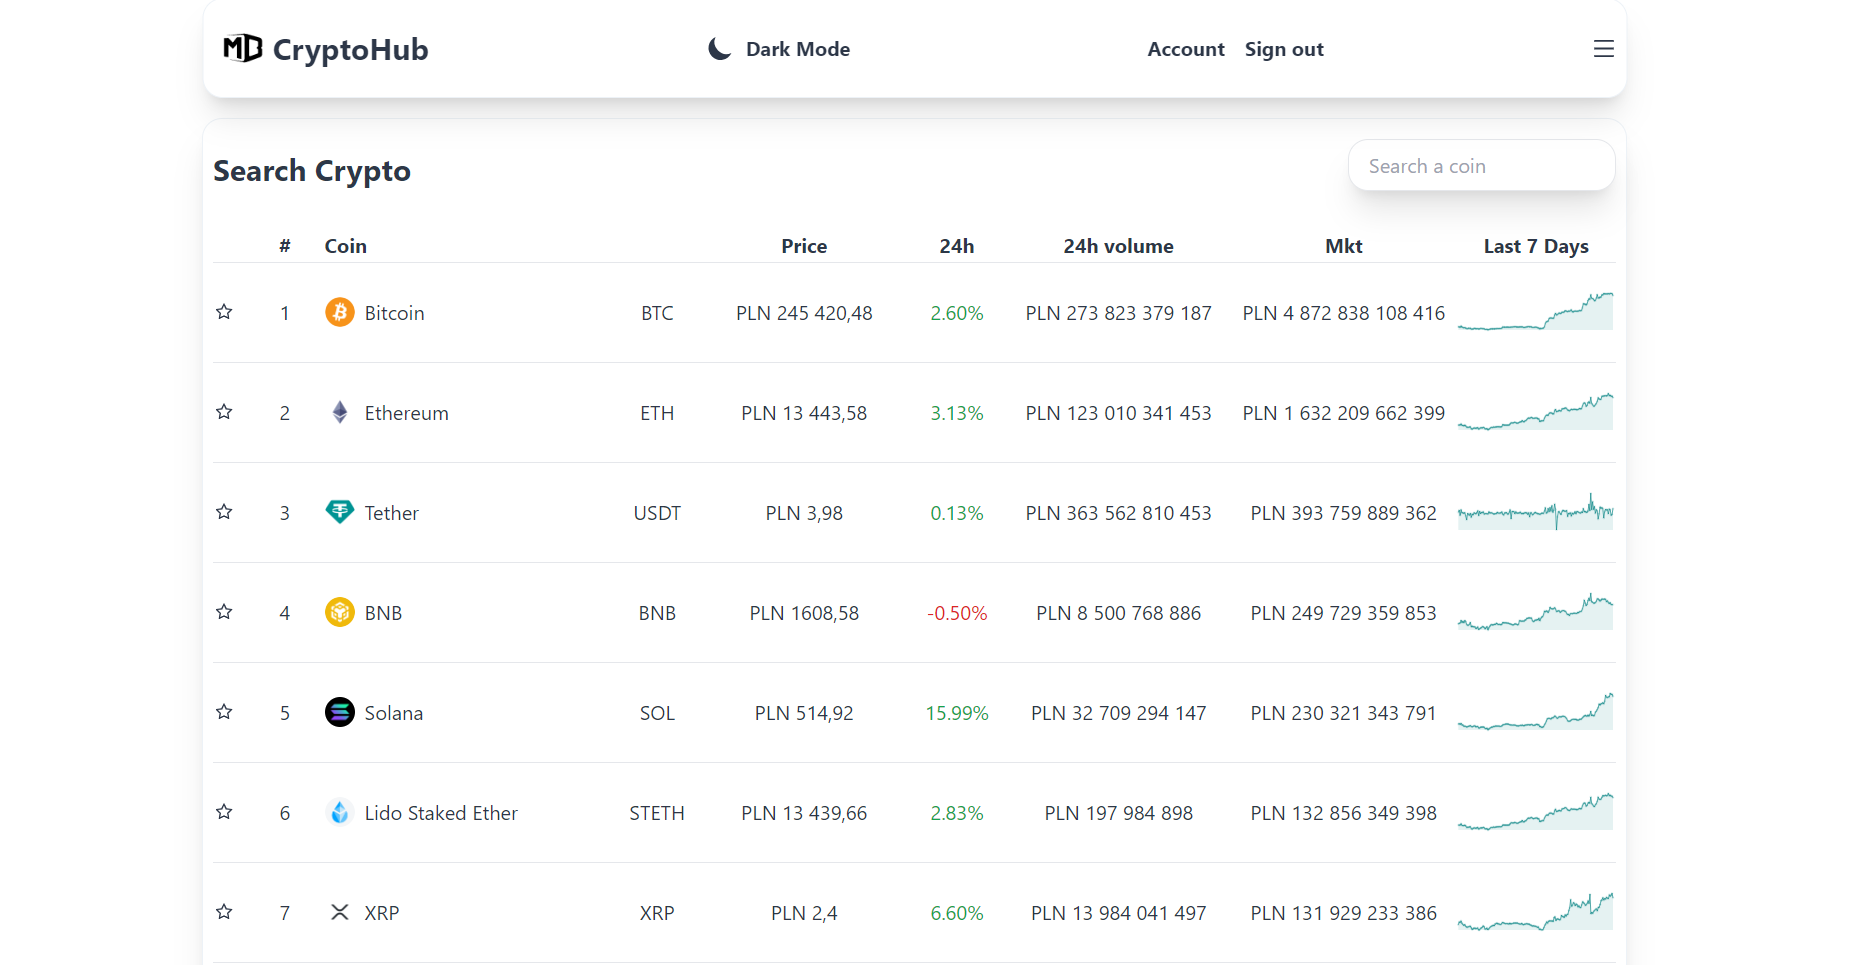 MB CryptoHub Dark Mode Account Sign out
Search Crypto Search a coin
# Coin Price 24h 24h volume Mkt Last 7 Days
1 Bitcoin BTC PLN 245 420,48 2.60% PLN 273 823 379 187 PLN 4 872 838 108 416
2 Ethereum ETH PLN 13 443,58 3.13% PLN 123 010 341 453 PLN 1 632 209 662 399
3 Tether USDT PLN 3,98 0.13% PLN 363 562 810 453 PLN 393 759 889 362
4 BNB BNB PLN 1608,58 -0.50% PLN 8 500 768 886 PLN 249 729 359 853
5 Solana SOL PLN 514,92 15.99% PLN 32 709 294 147 PLN 230 321 343 791
6 Lido Staked Ether STETH PLN 13 439,66 2.83% PLN 197 984 898 PLN 132 856 349 398
7 XRP XRP PLN 2,4 6.60% PLN 13 984 041 497 PLN 131 929 233 386